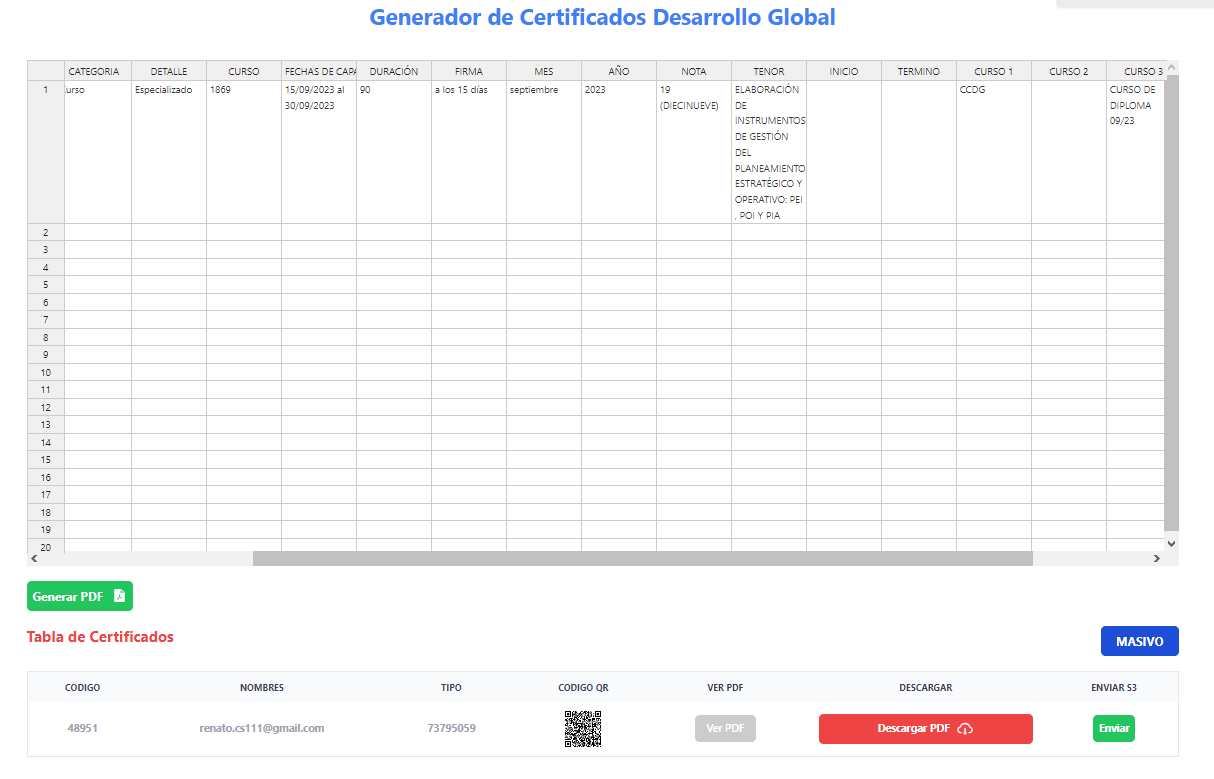 Generador de Certificados Desarrollo Global
CATEGORIA DETALLE CURSO FECHAS DE CAPA DURACIÓN FIRMA MES AÑO NOTA TENOR INICIO TERMINO CURSO 1 CURSO 2 CURSO 3
1 urso Especializado 1869 15/09/2023 al 90 a los 15 días septiembre 2023 19 ELABORACIÓN CCDG CURSO DE
30/09/2023 (DIECINUEVE) DE DIPLOMA
INSTRUMENTOS 09/23
DE GESTIÓN
DEL
PLANEAMIENTO
ESTRATÉGICO Y
OPERATIVO: PEI
, POI Y PIA
2
3
4
5
6
7
8
9
10
11
12
13
14
15
16
17
18
19
20
Generar PDF
Tabla de Certificados
MASIVO
CODIGO NOMBRES TIPO CODIGO QR VER PDF DESCARGAR ENVIAR S3
48951 renato.cs111@gmail.com 73795059 Ver PDF Descargar PDF Enviar